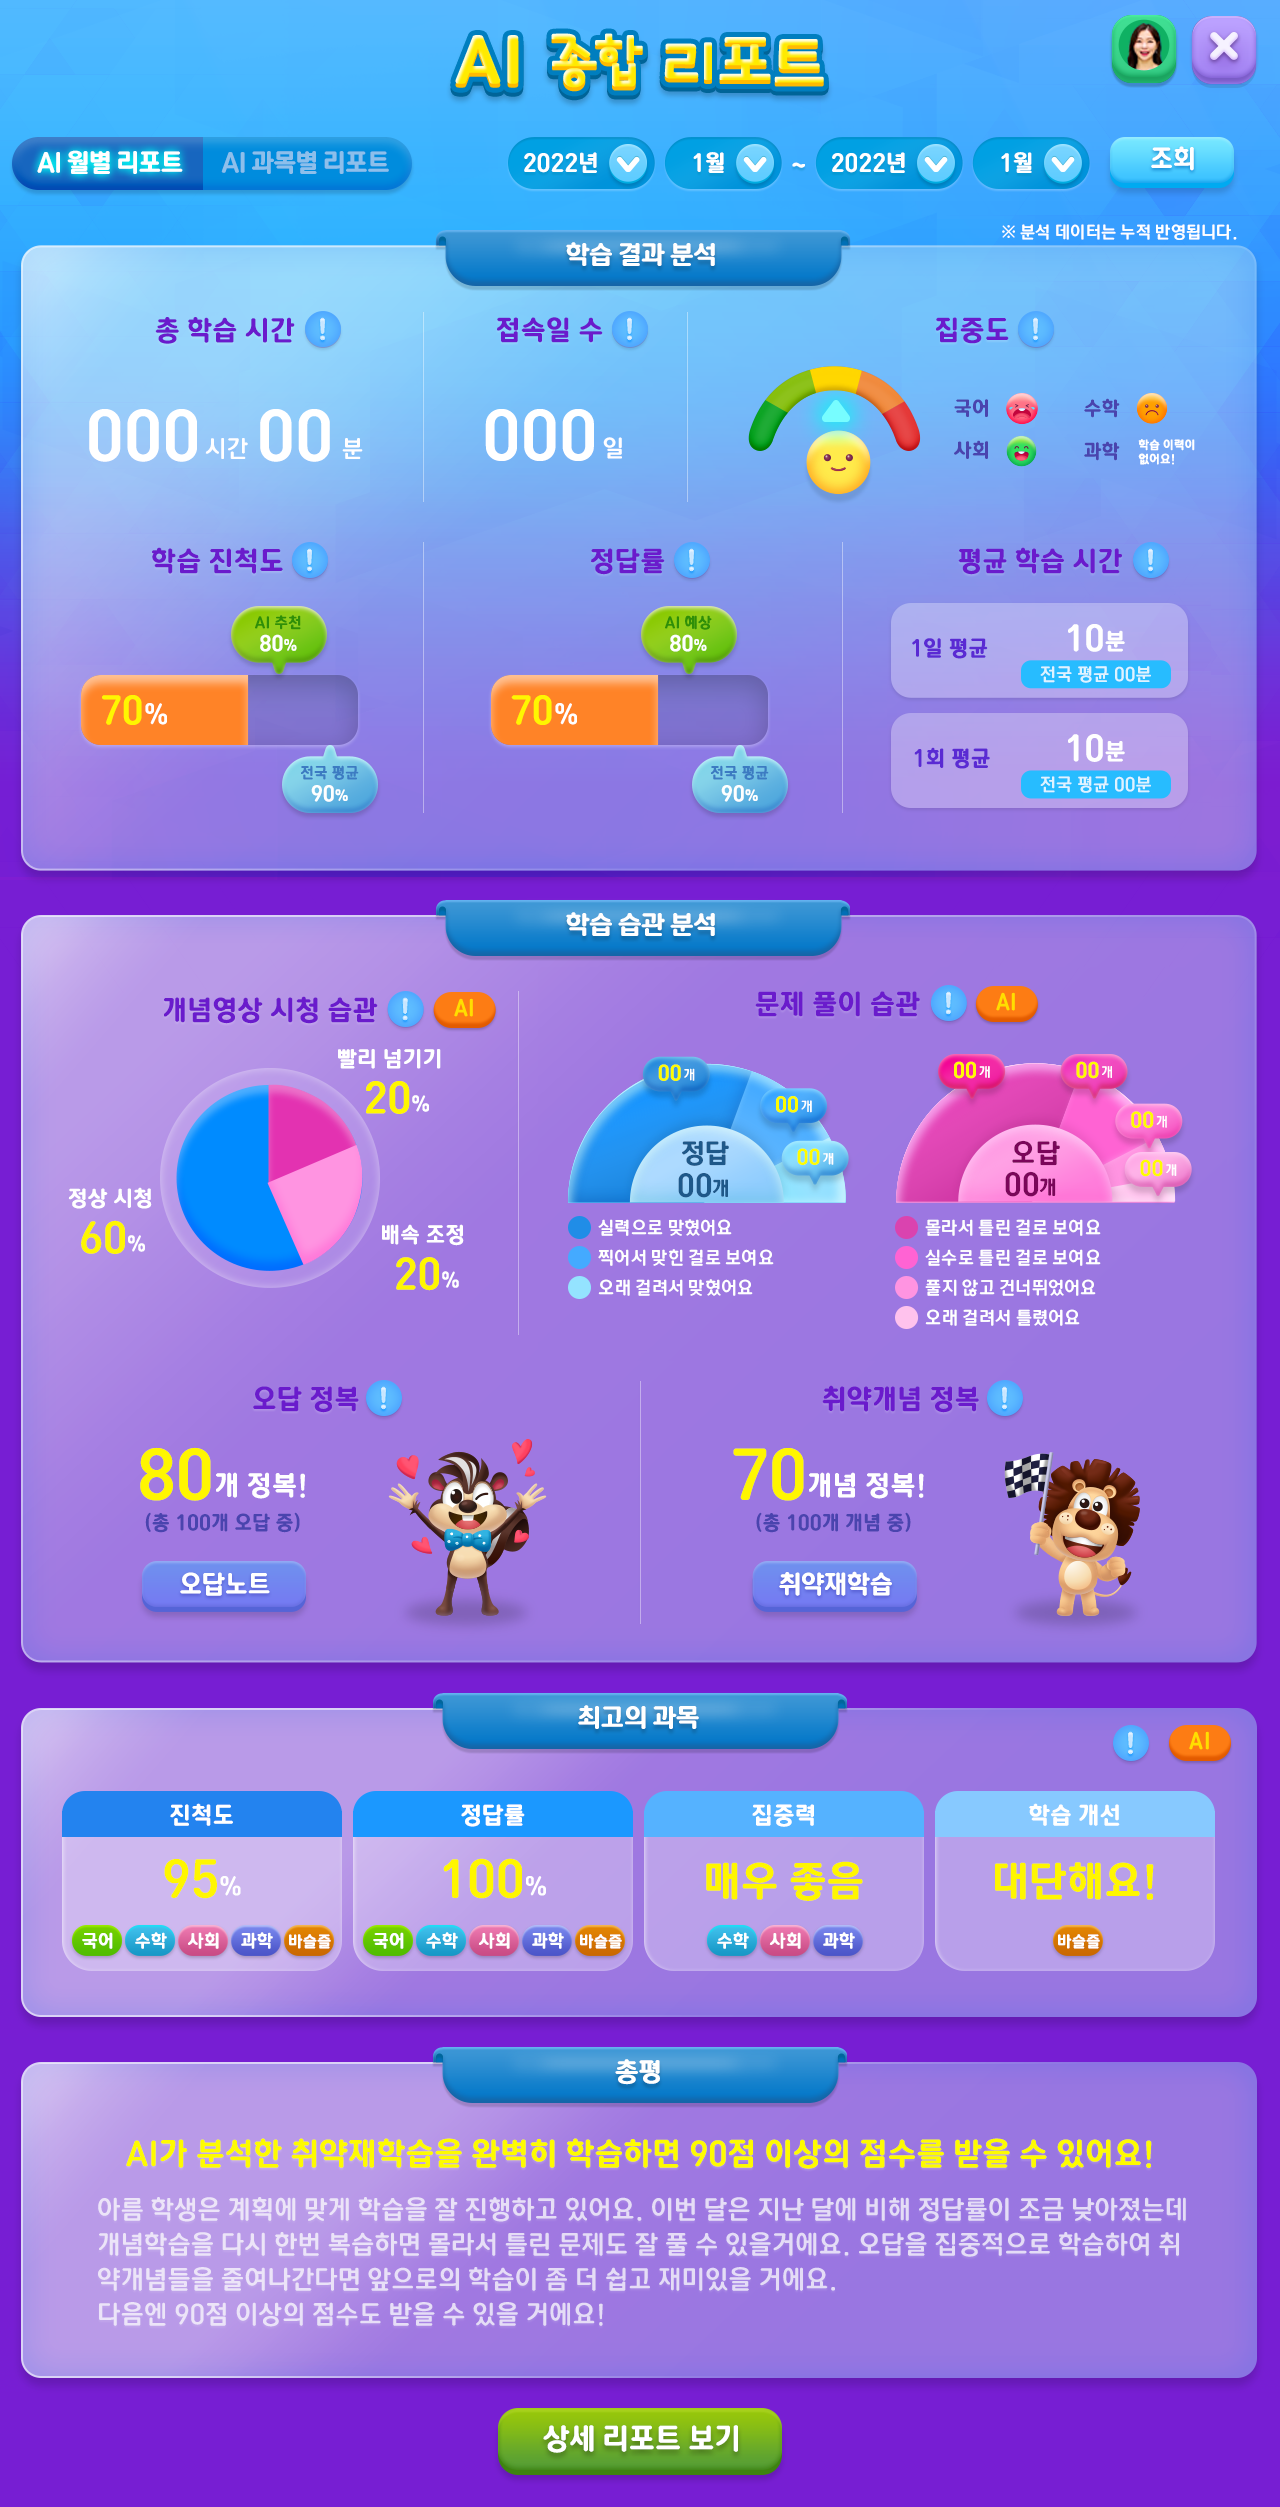 AI 종합 리포트
AI 월별 리포트
AI 과목별 리포트
2022년
1월
~
2022년
1월
조회
※ 분석 데이터는 누적 반영됩니다.
학습 결과 분석
총 학습 시간 !
000 시간 00 분
접속일 수 !
000 일
집중도 !
국어
수학
사회
과학
학습 이력이
없어요!
학습 진척도 !
AI 추천
80%
70%
전국 평균
90%
정답률 !
AI 예상
80%
70%
전국 평균
90%
평균 학습 시간 !
1일 평균
10분
전국 평균 00분
1회 평균
10분
전국 평균 00분
학습 습관 분석
개념영상 시청 습관 ! AI
빨리 넘기기
20%
정상 시청
60%
배속 조정
20%
문제 풀이 습관 ! AI
00개
00개
00개
정답
00개
실력으로 맞혔어요
찍어서 맞힌 걸로 보여요
오래 걸려서 맞혔어요
00개
00개
00개
00개
오답
00개
몰라서 틀린 걸로 보여요
실수로 틀린 걸로 보여요
풀지 않고 건너뛰었어요
오래 걸려서 틀렸어요
오답 정복 !
80개 정복!
(총 100개 오답 중)
오답노트
취약개념 정복 !
70개념 정복!
(총 100개 개념 중)
취약재학습
최고의 과목
! AI
진척도
95%
국어 수학 사회 과학 바슬즐
정답률
100%
국어 수학 사회 과학 바슬즐
집중력
매우 좋음
수학 사회 과학
학습 개선
대단해요!
바슬즐
총평
AI가 분석한 취약재학습을 완벽히 학습하면 90점 이상의 점수를 받을 수 있어요!
아름 학생은 계획에 맞게 학습을 잘 진행하고 있어요. 이번 달은 지난 달에 비해 정답률이 조금 낮아졌는데
개념학습을 다시 한번 복습하면 몰라서 틀린 문제도 잘 풀 수 있을거에요. 오답을 집중적으로 학습하여 취
약개념들을 줄여나간다면 앞으로의 학습이 좀 더 쉽고 재미있을 거에요.
다음엔 90점 이상의 점수도 받을 수 있을 거에요!
상세 리포트 보기